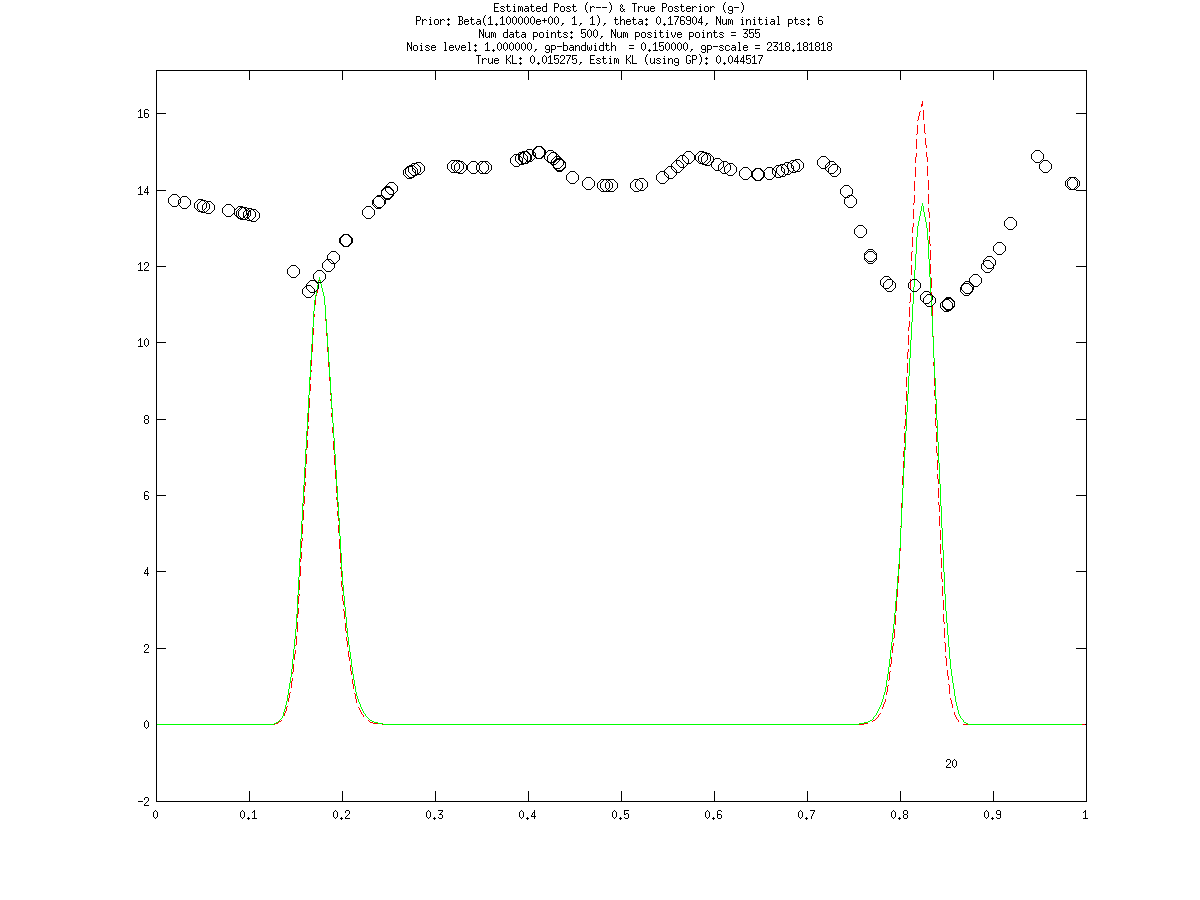 Estimated Post (r--) & True Posterior (g-)
Prior: Beta(1.100000e+00, 1, 1), theta: 0.176904, Num initial pts: 6
Num data points: 500, Num positive points = 355
Noise level: 1.000000, gp-bandwidth  = 0.150000, gp-scale = 2318.181818
True KL: 0.015275, Estim KL (using GP): 0.044517
16
14
12
10
8
6
4
2
0
20
-2
0 0.1 0.2 0.3 0.4 0.5 0.6 0.7 0.8 0.9 1